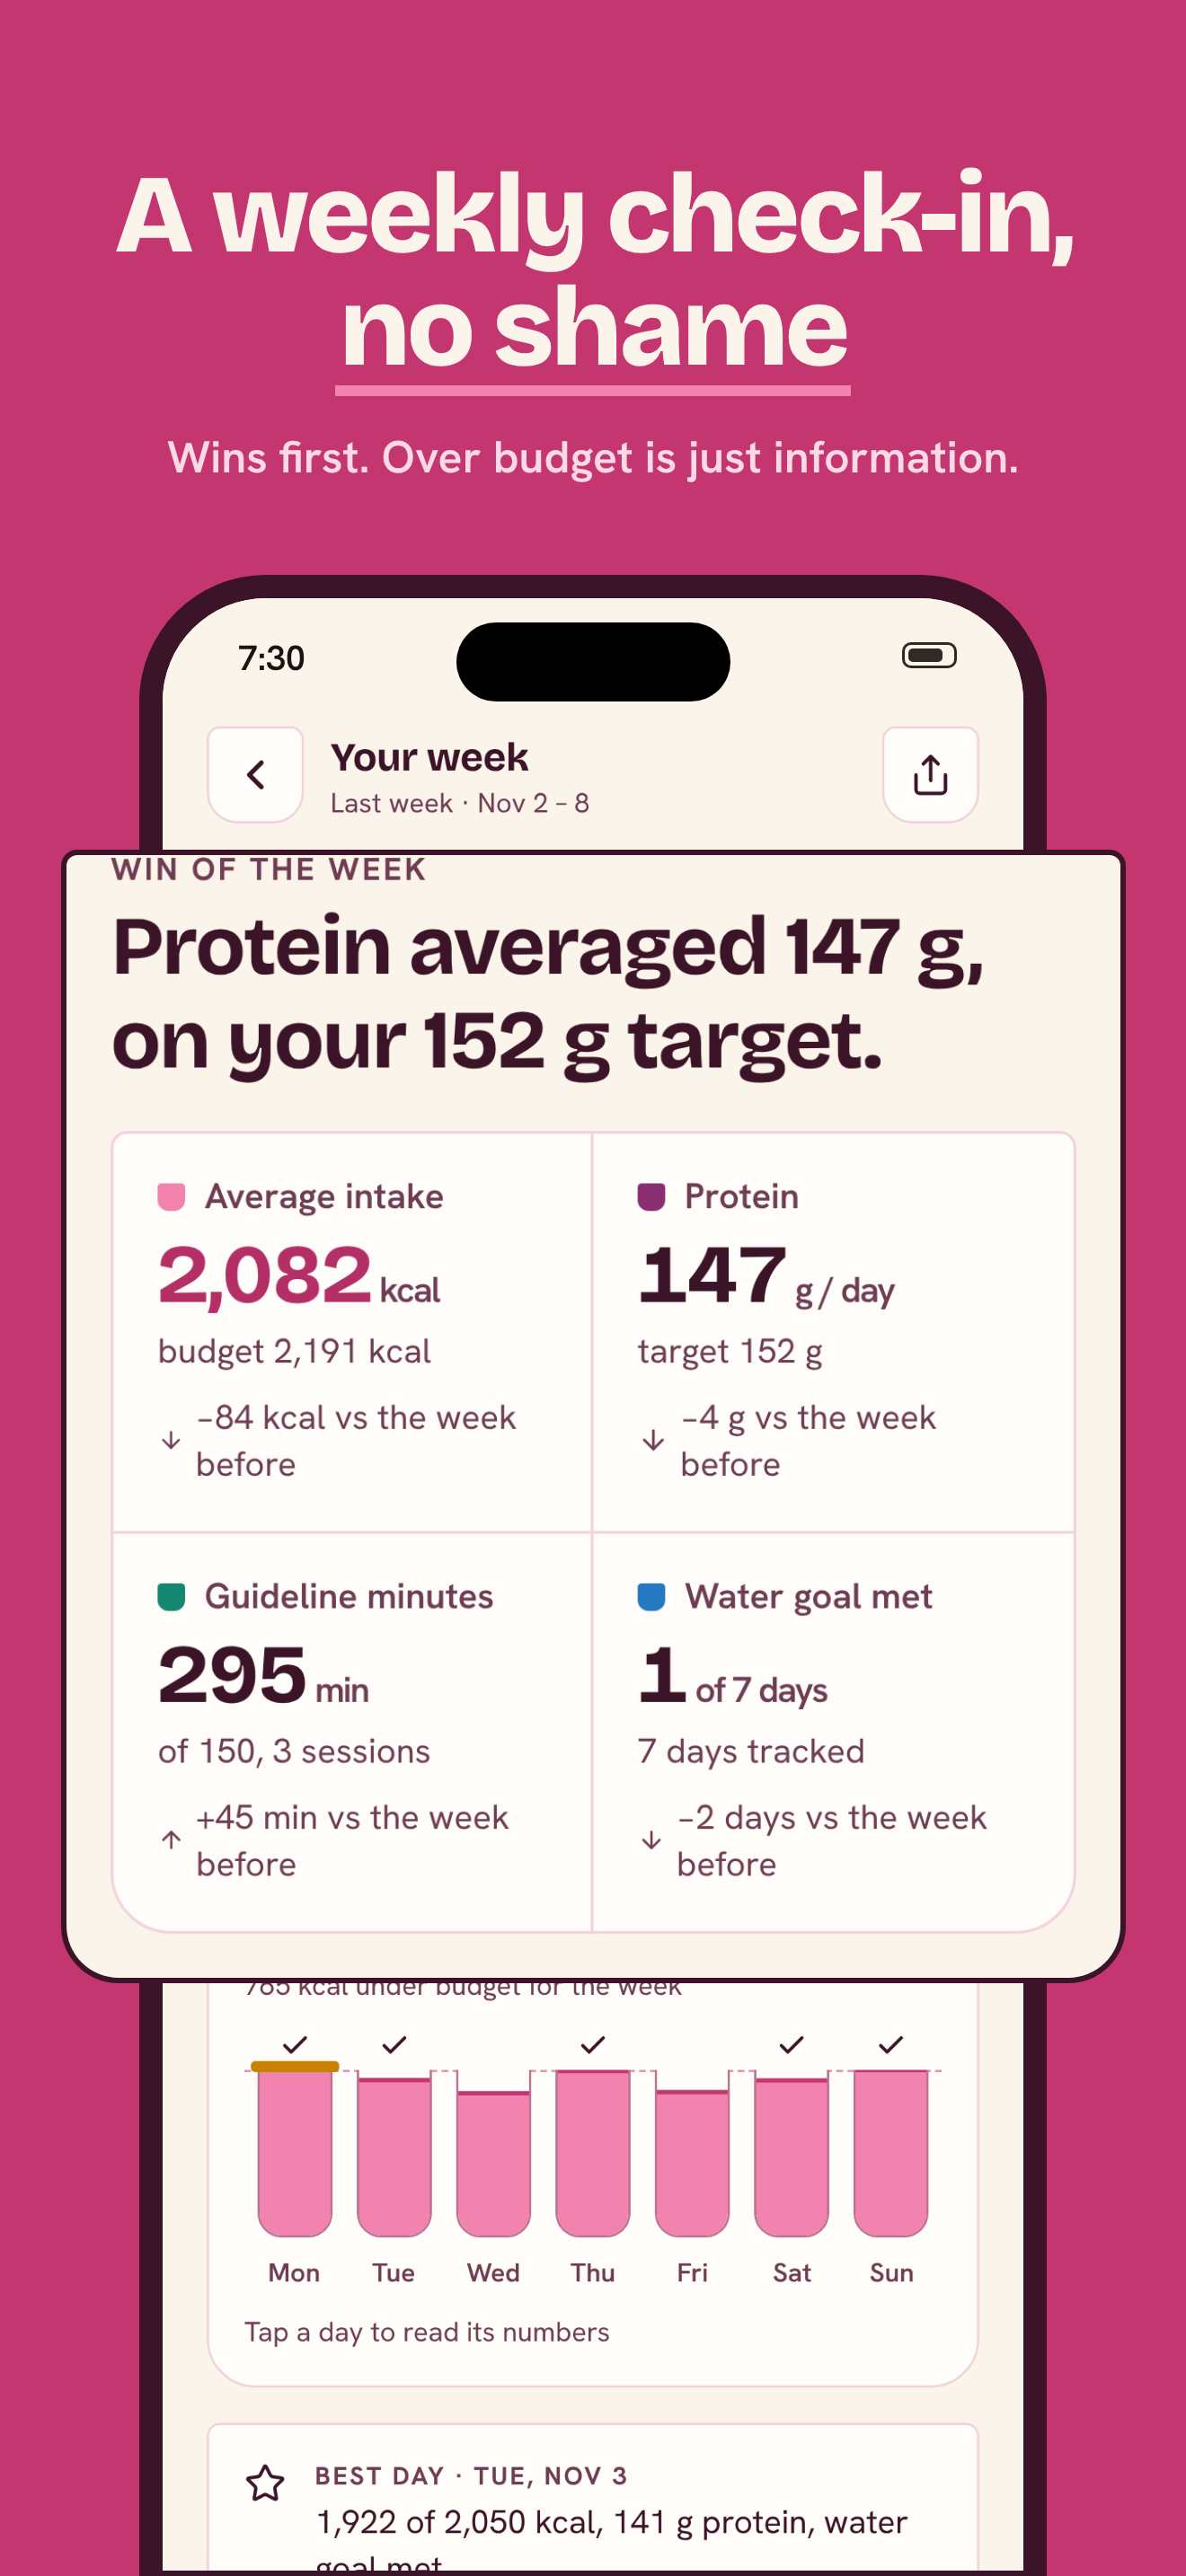 A weekly check-in,
no shame
Wins first. Over budget is just information.
7:30
Your week
Last week · Nov 2 – 8
WIN OF THE WEEK
Protein averaged 147 g,
on your 152 g target.
Average intake
2,082 kcal
budget 2,191 kcal
↓ −84 kcal vs the week
before
Protein
147 g / day
target 152 g
↓ −4 g vs the week
before
Guideline minutes
295 min
of 150, 3 sessions
↑ +45 min vs the week
before
Water goal met
1 of 7 days
7 days tracked
↓ −2 days vs the week
before
765 kcal under budget for the week
Mon Tue Wed Thu Fri Sat Sun
Tap a day to read its numbers
BEST DAY · TUE, NOV 3
1,922 of 2,050 kcal, 141 g protein, water
goal met